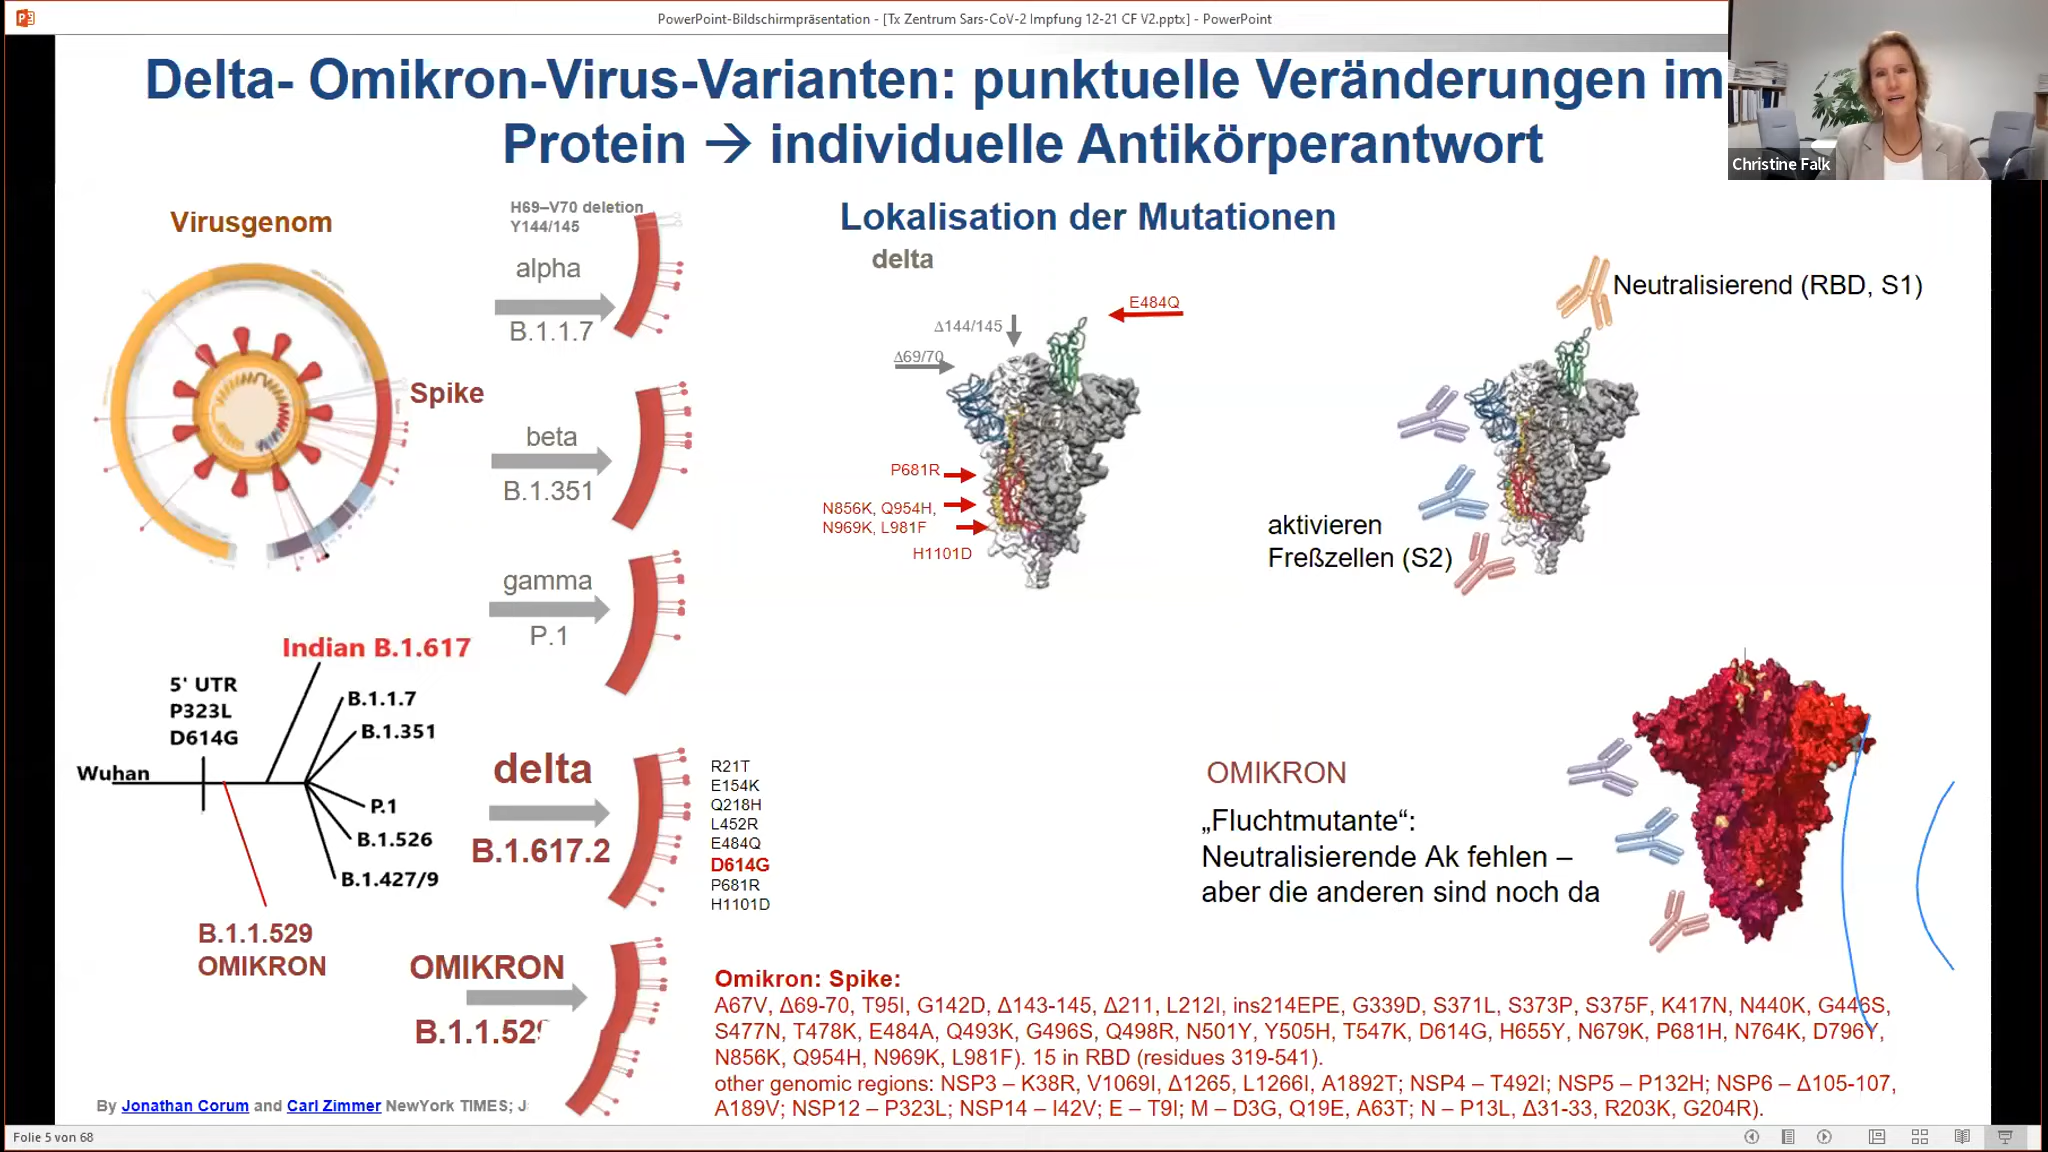 PowerPoint-Bildschirmpräsentation - [Tx Zentrum Sars-CoV-2 Impfung 12-21 CF V2.pptx] - PowerPoint
Delta- Omikron-Virus-Varianten: punktuelle Veränderungen im
Protein → individuelle Antikörperantwort
Christine Falk
Virusgenom
Spike
H69–V70 deletion
Y144/145
alpha
B.1.1.7
beta
B.1.351
gamma
P.1
delta
B.1.617.2
OMIKRON
B.1.1.529
R21T
E154K
Q218H
L452R
E484Q
D614G
P681R
H1101D
Indian B.1.617
5' UTR
P323L
D614G
Wuhan
B.1.1.7
B.1.351
P.1
B.1.526
B.1.427/9
B.1.1.529
OMIKRON
Lokalisation der Mutationen
delta
E484Q
Δ144/145
Δ69/70
P681R
N856K, Q954H,
N969K, L981F
H1101D
Neutralisierend (RBD, S1)
aktivieren
Freßzellen (S2)
OMIKRON
„Fluchtmutante“:
Neutralisierende Ak fehlen –
aber die anderen sind noch da
Omikron: Spike:
A67V, Δ69-70, T95I, G142D, Δ143-145, Δ211, L212I, ins214EPE, G339D, S371L, S373P, S375F, K417N, N440K, G446S,
S477N, T478K, E484A, Q493K, G496S, Q498R, N501Y, Y505H, T547K, D614G, H655Y, N679K, P681H, N764K, D796Y,
N856K, Q954H, N969K, L981F). 15 in RBD (residues 319-541).
other genomic regions: NSP3 – K38R, V1069I, Δ1265, L1266I, A1892T; NSP4 – T492I; NSP5 – P132H; NSP6 – Δ105-107,
A189V; NSP12 – P323L; NSP14 – I42V; E – T9I; M – D3G, Q19E, A63T; N – P13L, Δ31-33, R203K, G204R).
By Jonathan Corum and Carl Zimmer NewYork TIMES; J
Folie 5 von 68